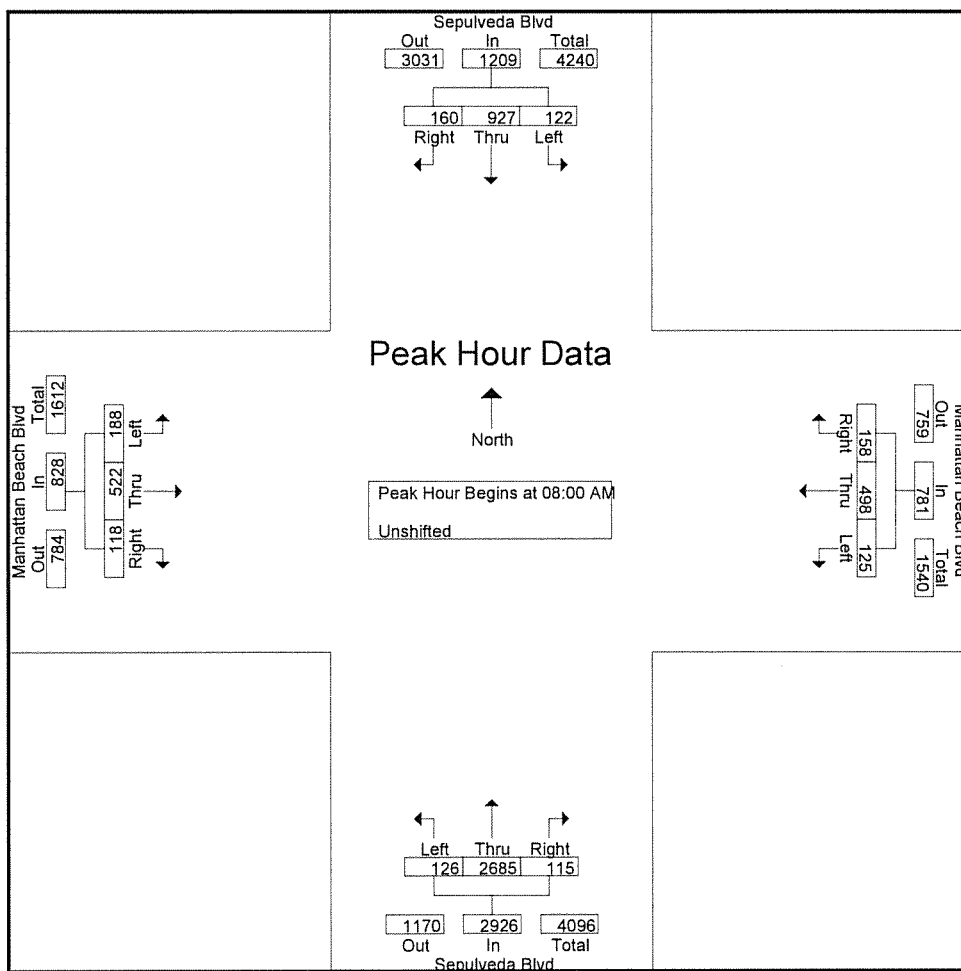 Sepulveda Blvd
Out In Total
3031 1209 4240
160 927 122
Right Thru Left
Peak Hour Data
North
Peak Hour Begins at 08:00 AM
Unshifted
Manhattan Beach Blvd
Out In Total
784 828 1612
188 522 118
Left Thru Right
Manhattan Beach Blvd
Out In Total
759 781 1540
158 498 125
Right Thru Left
Left Thru Right
126 2685 115
1170 2926 4096
Out In Total
Sepulveda Blvd